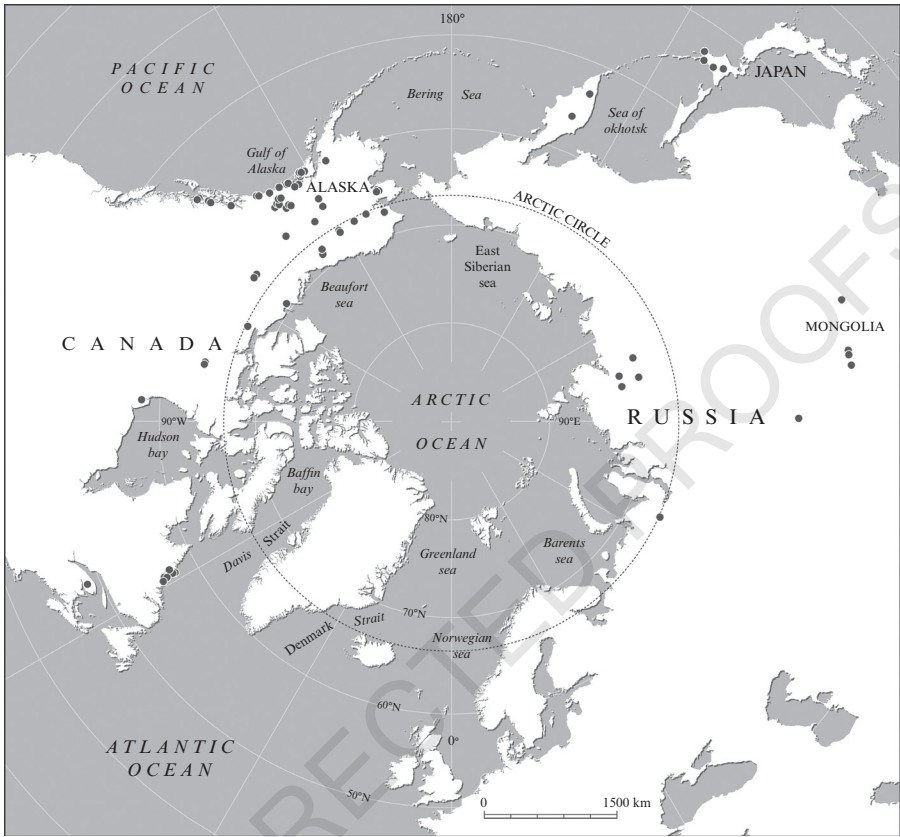 180°
PACIFIC
OCEAN
Bering Sea
Sea of
okhotsk
JAPAN
Gulf of
Alaska
ALASKA
ARCTIC CIRCLE
East
Siberian
sea
Beaufort
sea
MONGOLIA
CANADA
ARCTIC
OCEAN
90°W
90°E
RUSSIA
Hudson
bay
Baffin
bay
80°N
Davis Strait
Greenland
sea
Barents
sea
70°N
Denmark Strait
Norwegian
sea
60°N
0°
ATLANTIC
OCEAN
50°N
0 1500 km
RECTED PROOFS